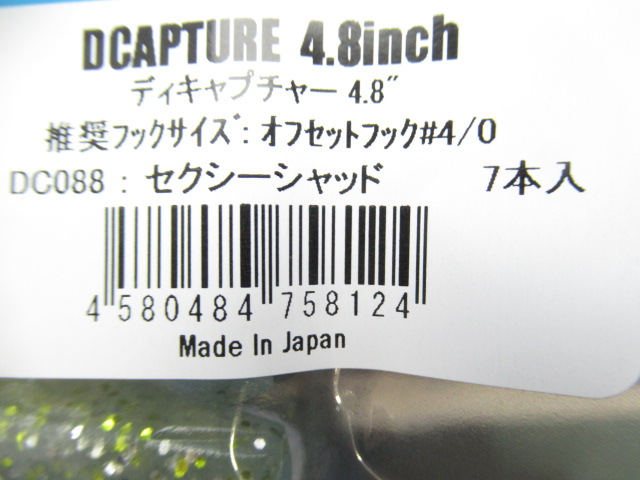 DCAPTURE 4.8inch
ディキャプチャー 4.8"
推奨フックサイズ: オフセットフック#4/0
DC088 : セクシーシャッド 7本入
4 580484 758124
Made In Japan